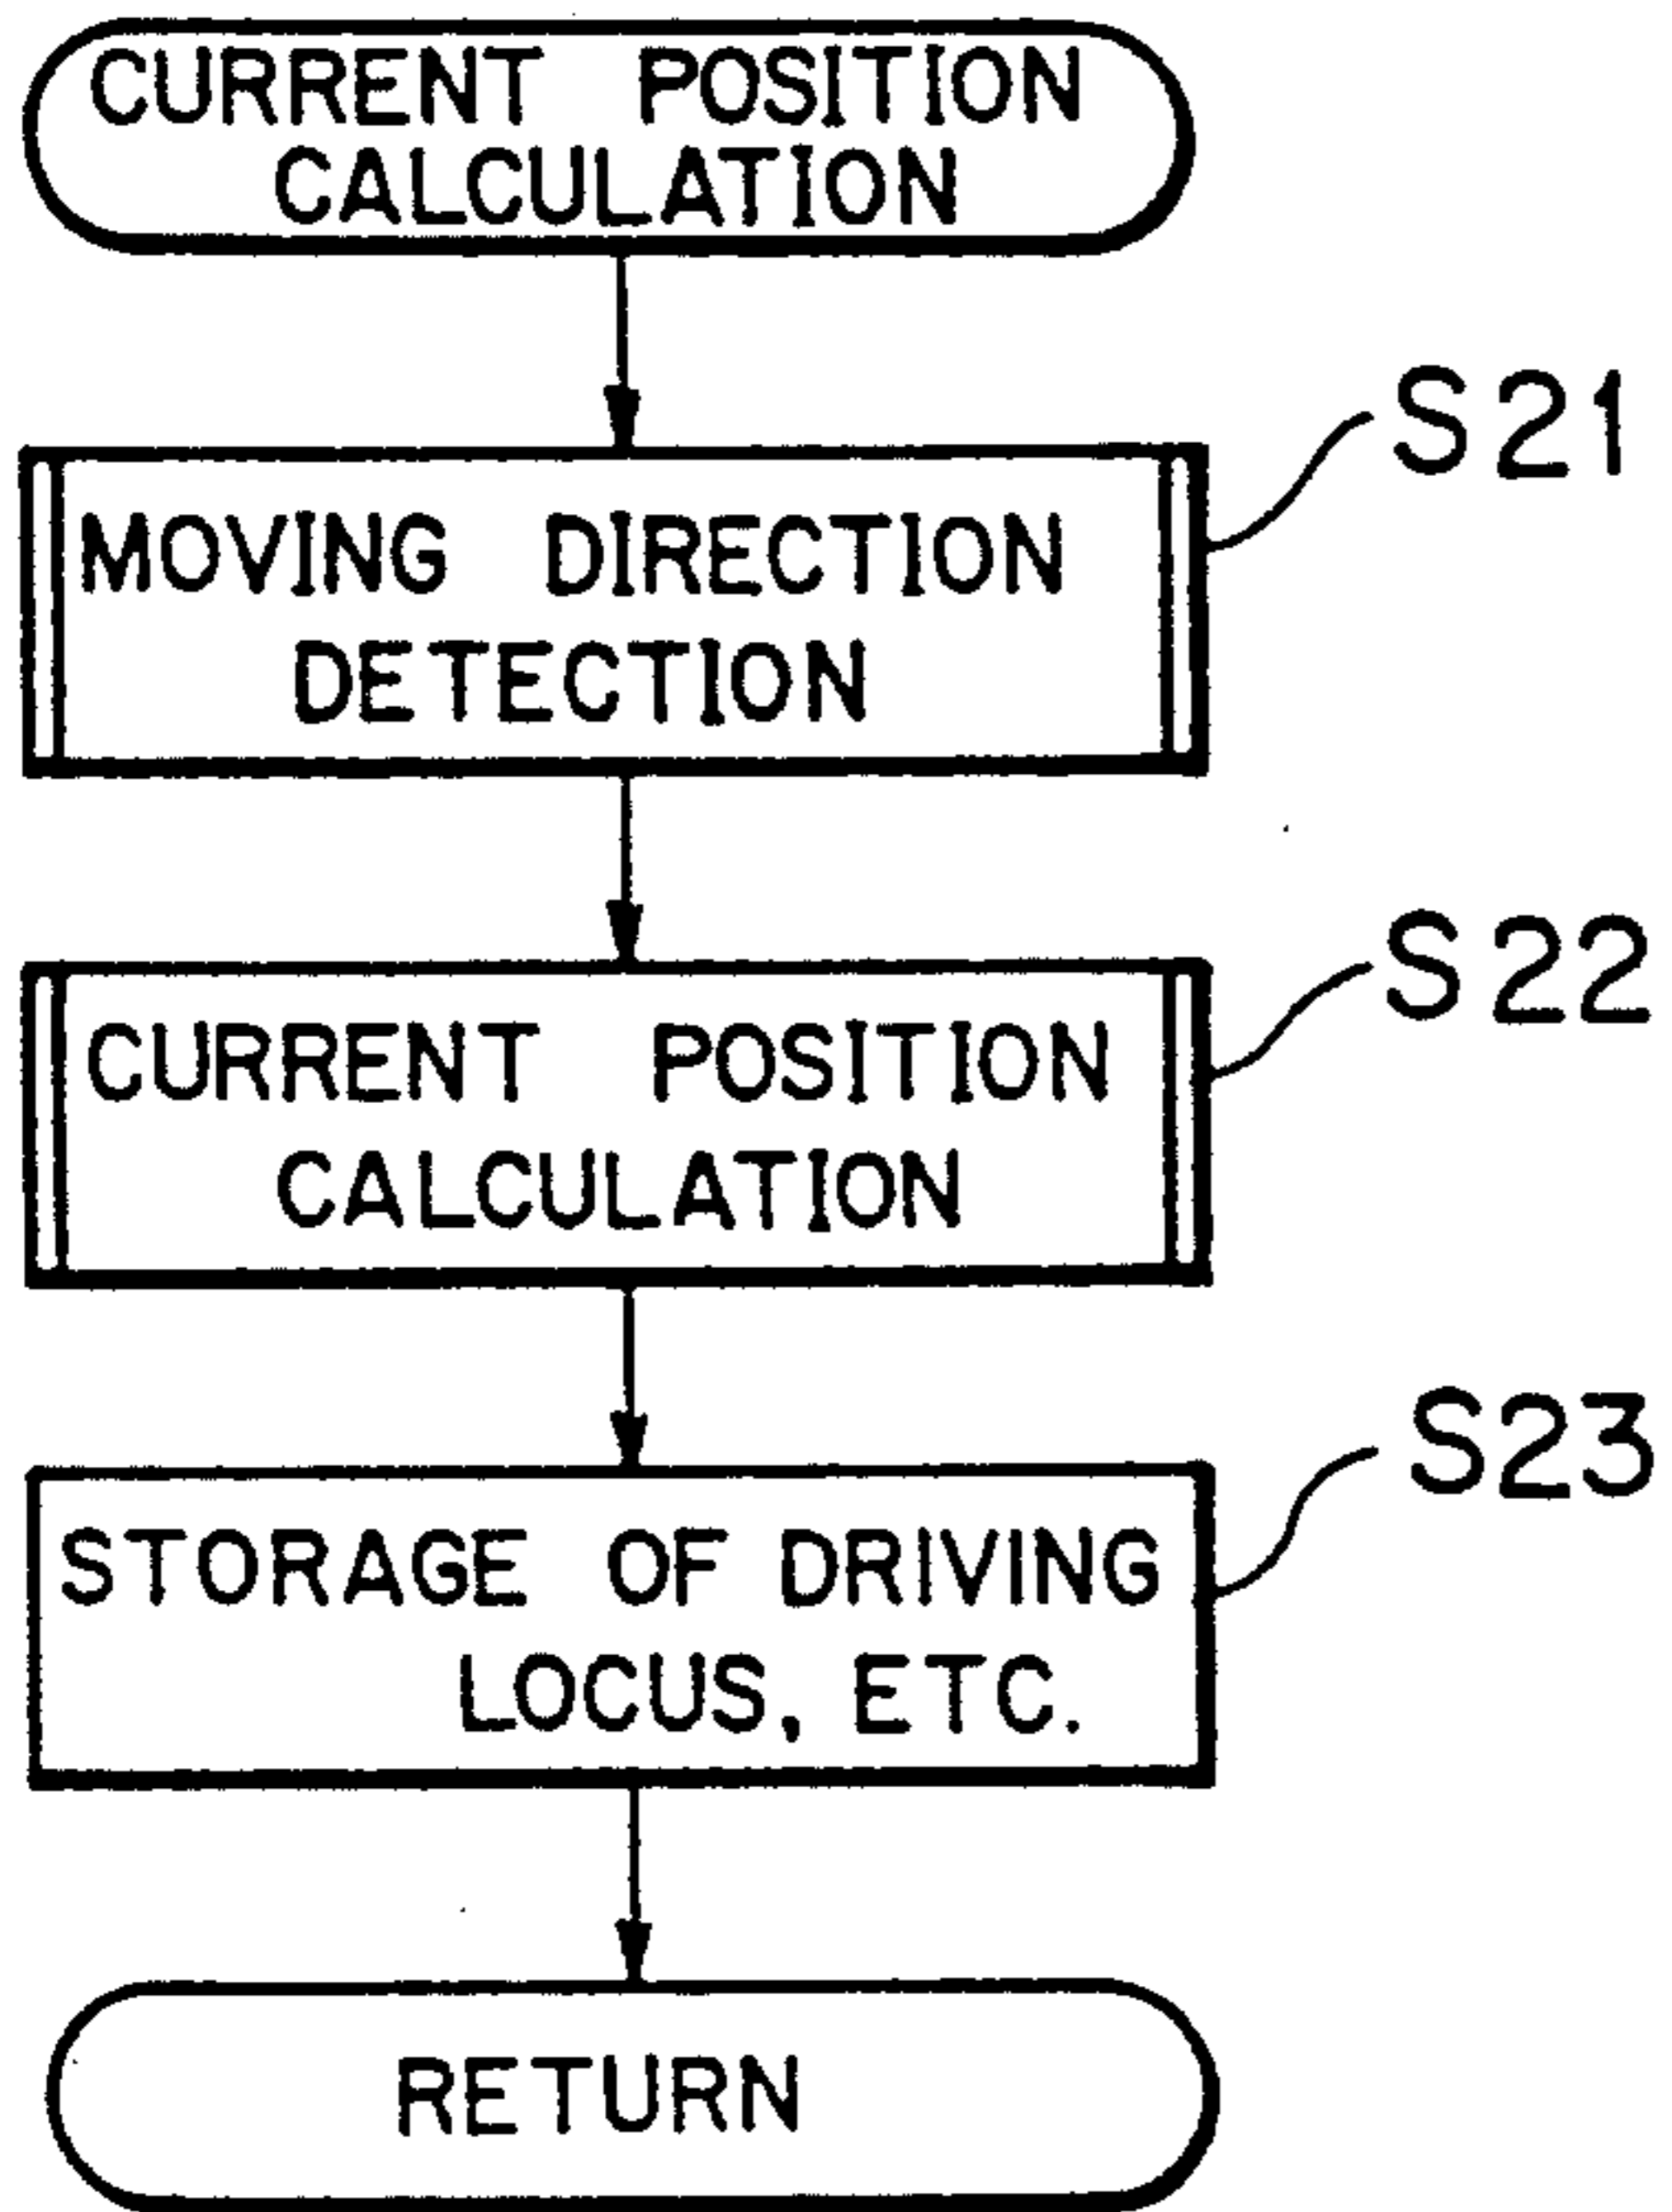 CURRENT POSITION
CALCULATION
S21
MOVING DIRECTION
DETECTION
S22
CURRENT POSITION
CALCULATION
S23
STORAGE OF DRIVING
LOCUS, ETC.
RETURN